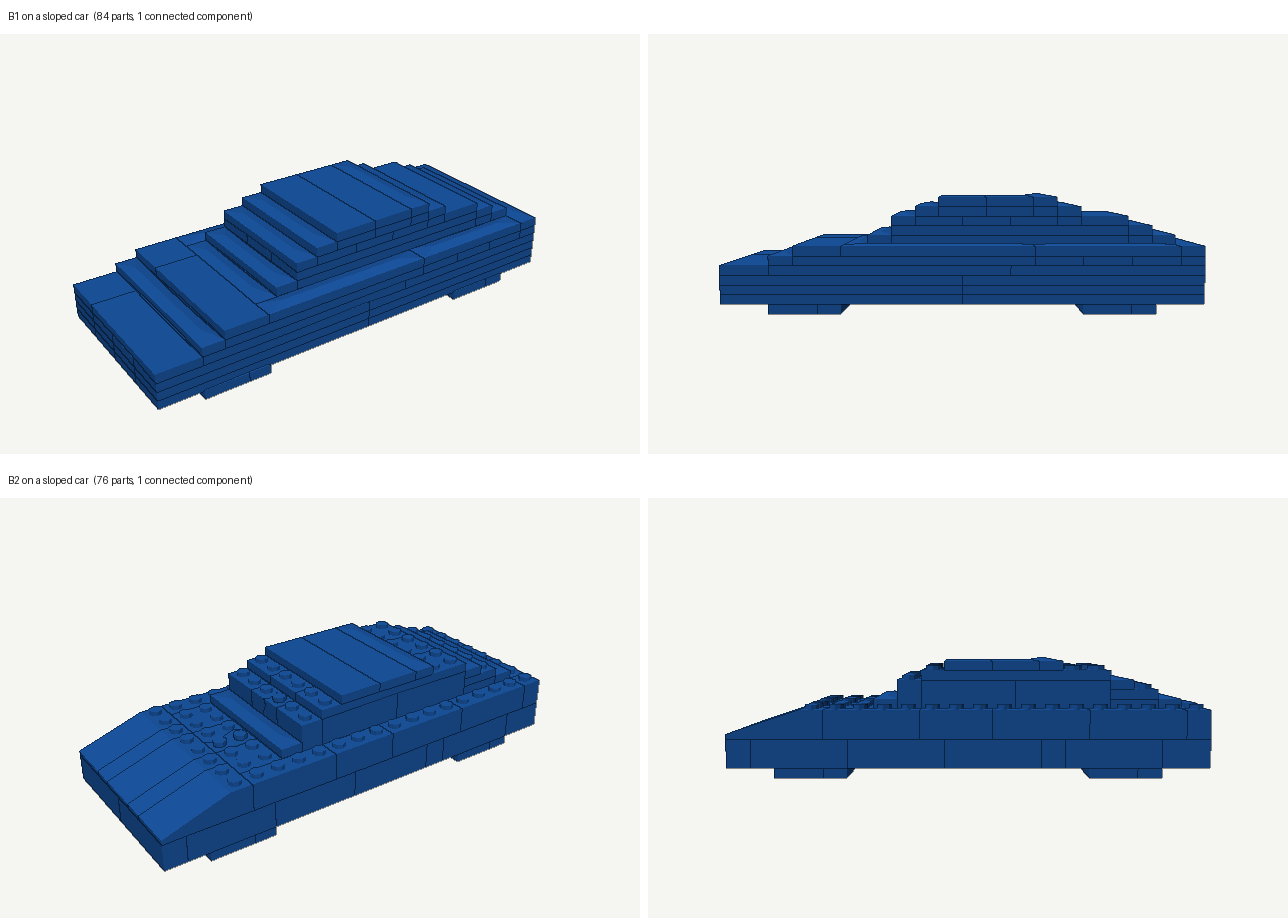 B1 on a sloped car (84 parts, 1 connected component)
B2 on a sloped car (76 parts, 1 connected component)